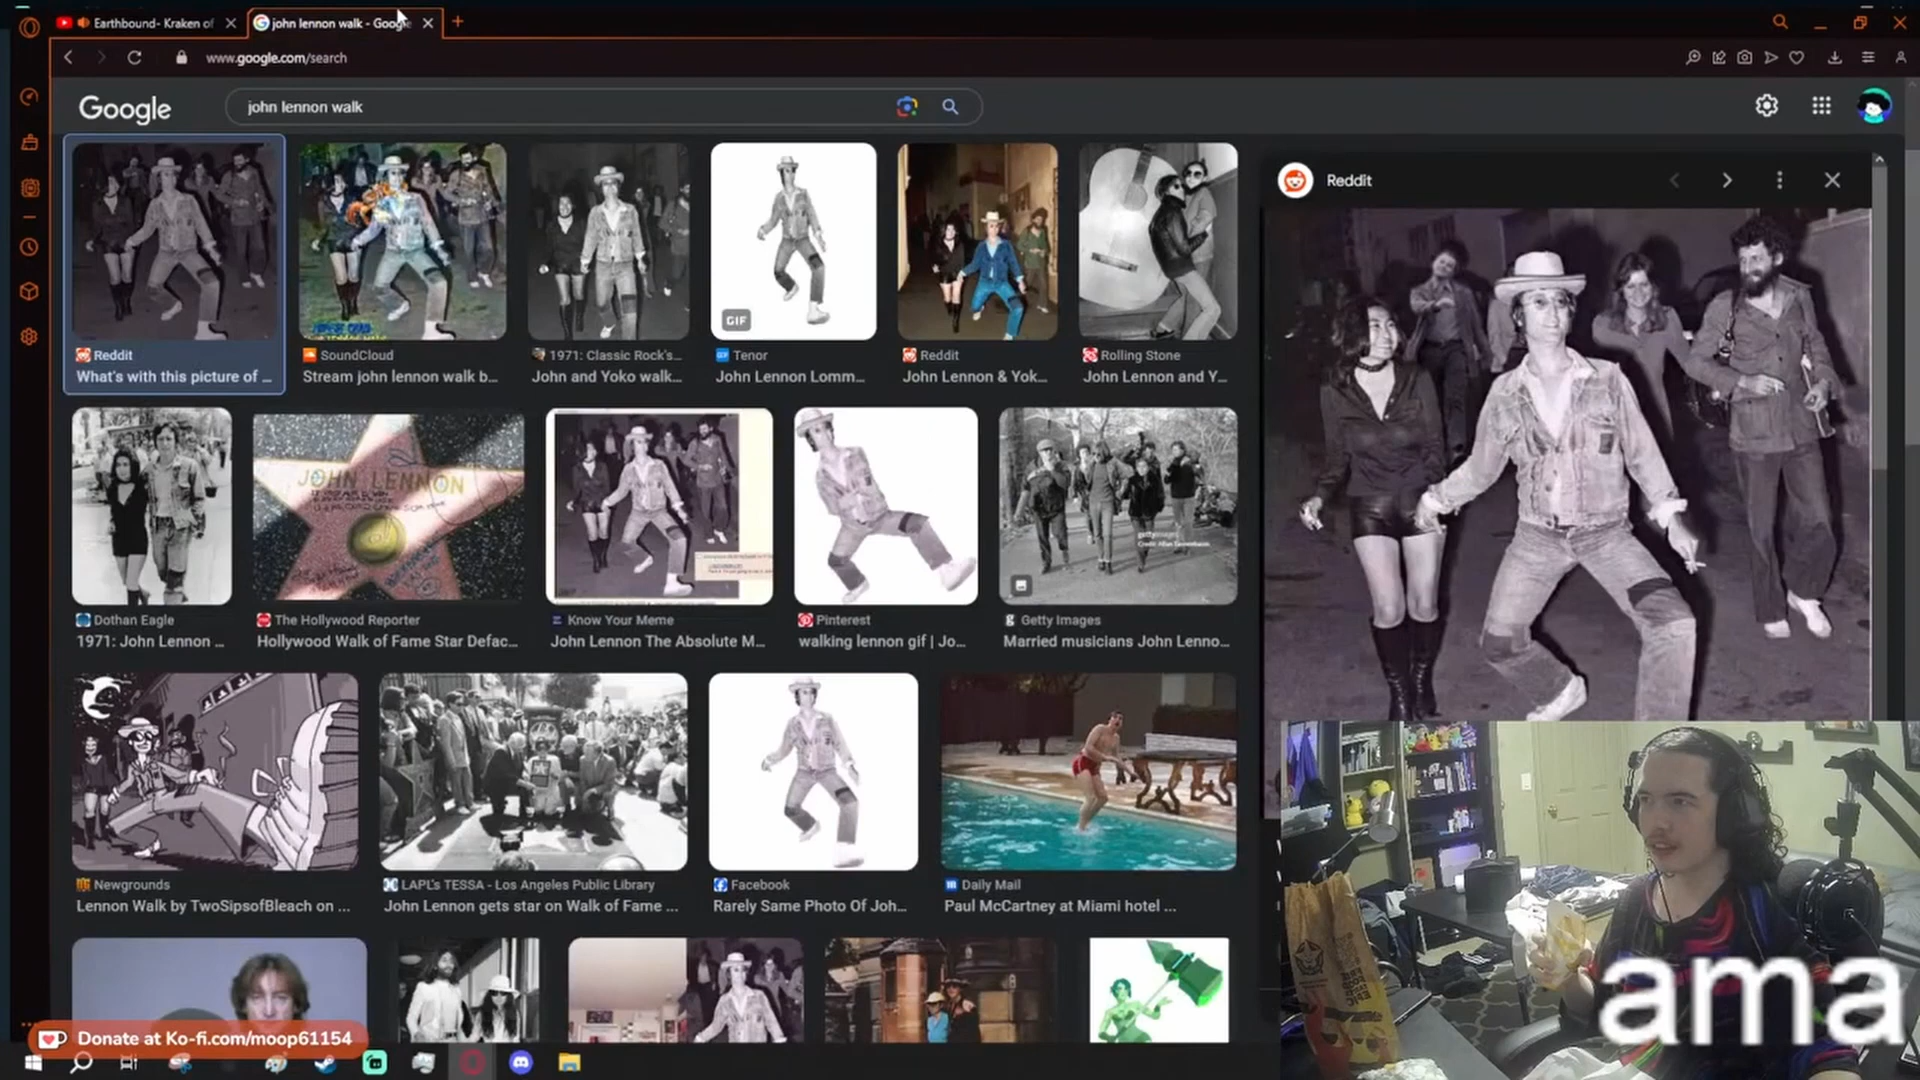 Earthbound- Kraken of
john lennon walk - Google
www.google.com/search
Google
john lennon walk
Reddit
GIF
Reddit
What's with this picture of ...
SoundCloud
Stream john lennon walk b...
1971: Classic Rock's...
John and Yoko walk...
Tenor
John Lennon Lomm...
Reddit
John Lennon & Yok...
Rolling Stone
John Lennon and Y...
JOHN LENNON
gettyimages
Dothan Eagle
1971: John Lennon ...
The Hollywood Reporter
Hollywood Walk of Fame Star Defac...
Know Your Meme
John Lennon The Absolute M...
Pinterest
walking lennon gif | Jo...
Getty Images
Married musicians John Lenno...
Newgrounds
Lennon Walk by TwoSipsofBleach on ...
LAPL's TESSA - Los Angeles Public Library
John Lennon gets star on Walk of Fame ...
Facebook
Rarely Same Photo Of Joh...
Daily Mail
Paul McCartney at Miami hotel ...
Donate at Ko-fi.com/moop61154
ama